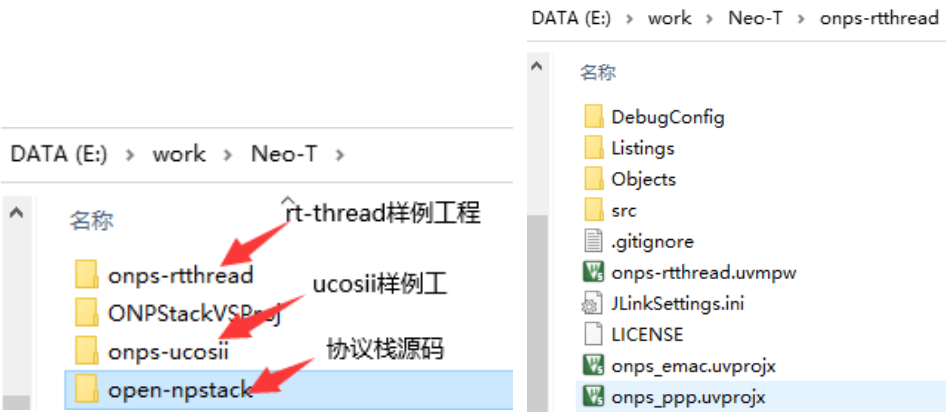 DATA (E:) › work › Neo-T ›
名称
rt-thread样例工程
onps-rtthread
ucosii样例工
ONPStackVSProj
onps-ucosii
协议栈源码
open-npstack
DATA (E:) › work › Neo-T › onps-rtthread
名称
DebugConfig
Listings
Objects
src
.gitignore
onps-rtthread.uvmpw
JLinkSettings.ini
LICENSE
onps_emac.uvprojx
onps_ppp.uvprojx